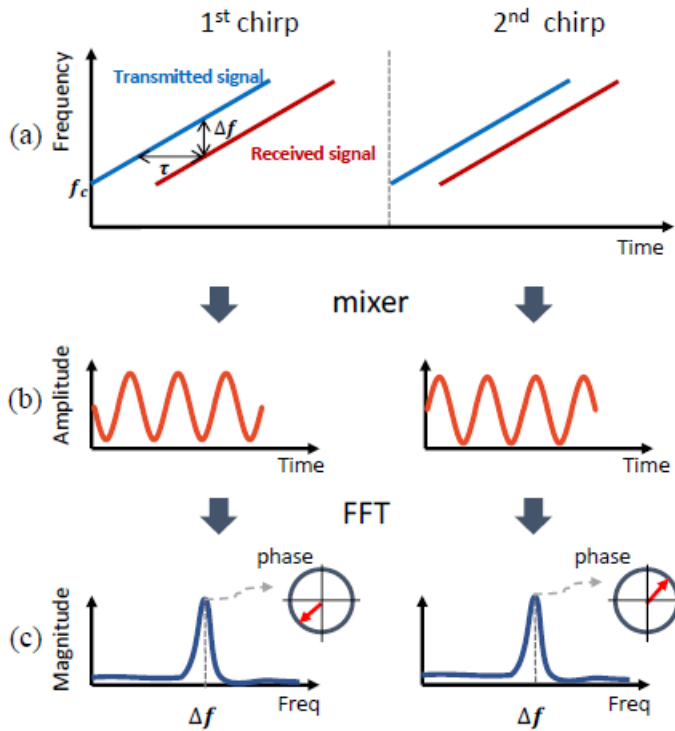 1st chirp
2nd chirp
Frequency
Transmitted signal
Δf
(a)
τ
Received signal
fc
Time
mixer
(b)
Amplitude
Time
Time
FFT
phase
phase
(c)
Magnitude
Magnitude
Δf
Freq
Δf
Freq